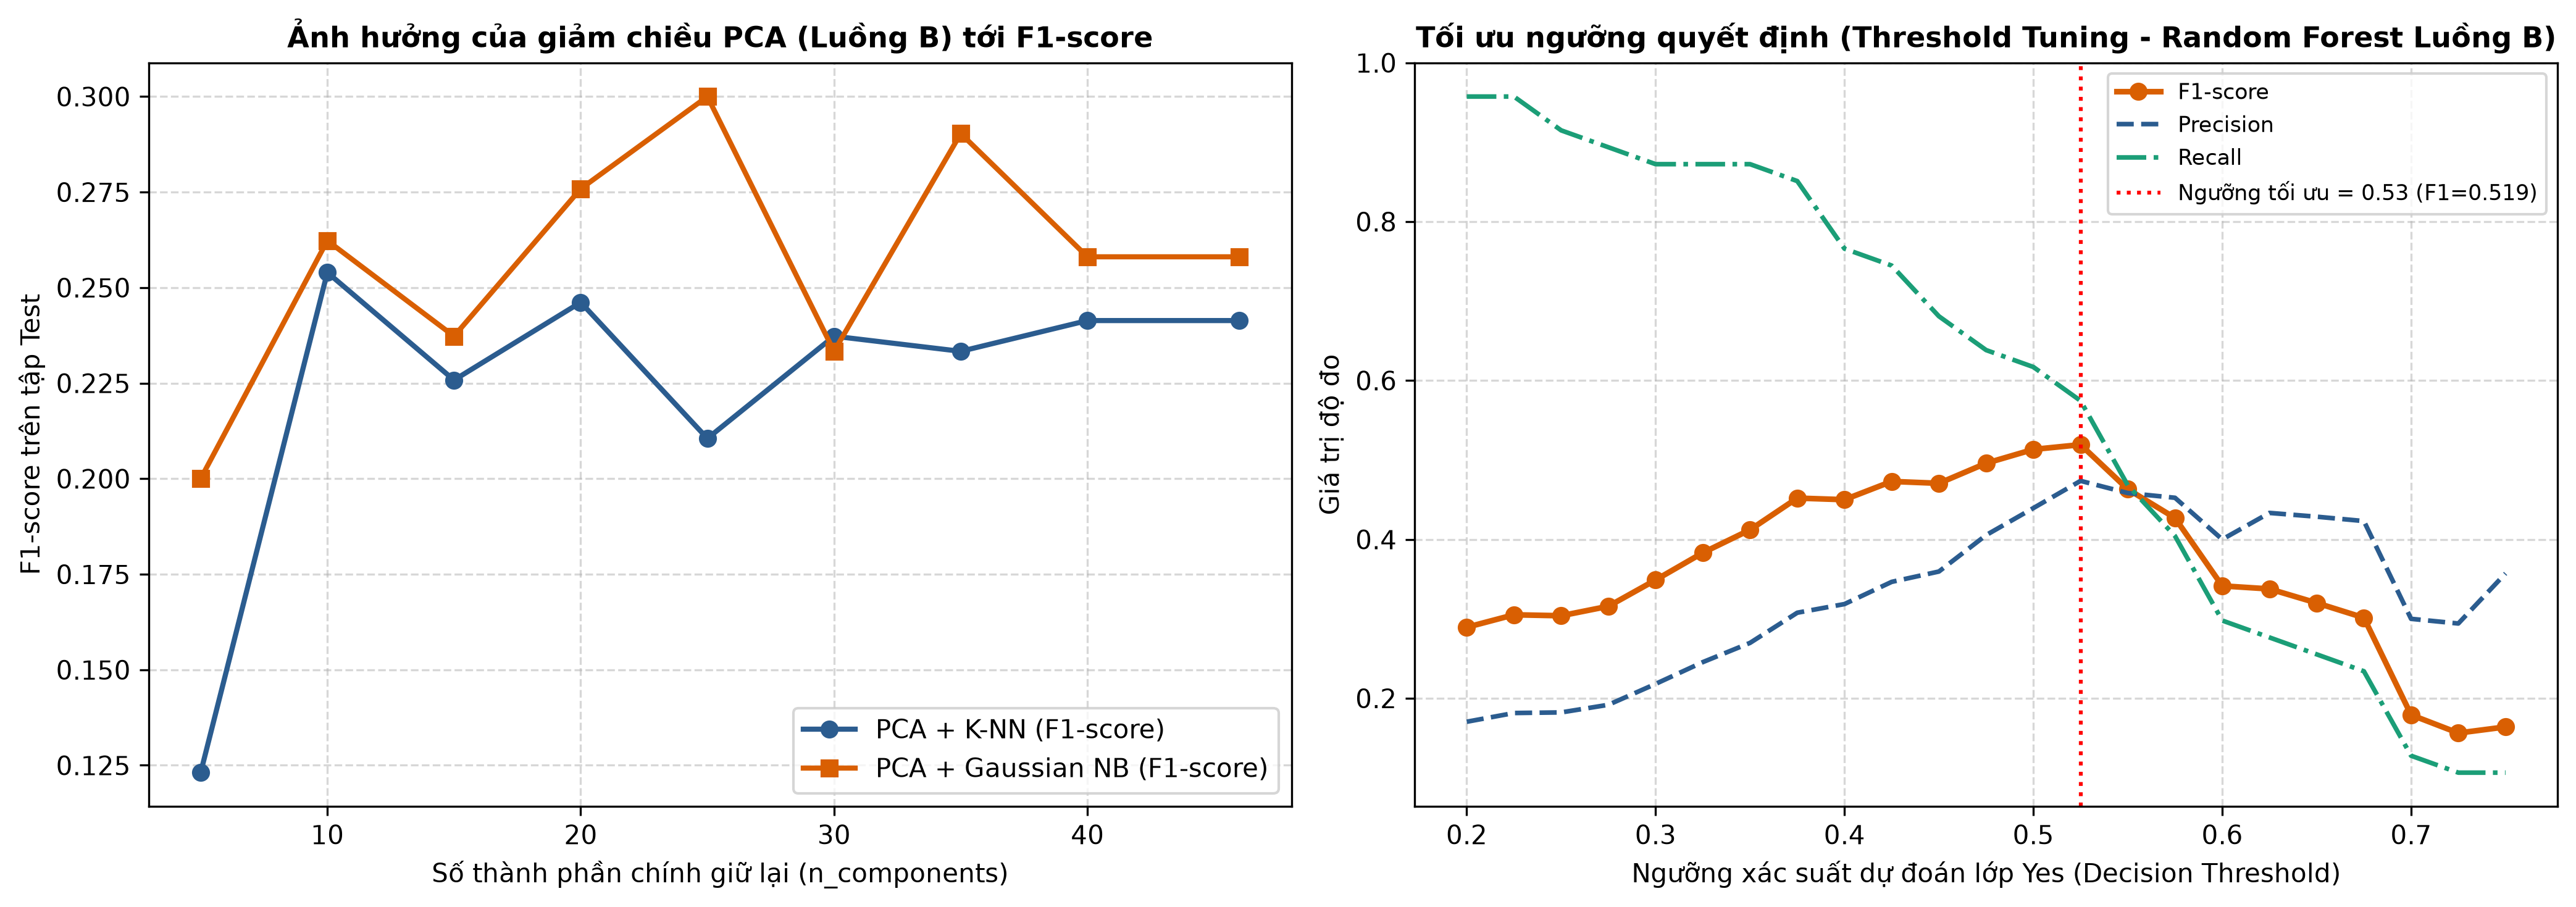 Ảnh hưởng của giảm chiều PCA (Luồng B) tới F1-score
F1-score trên tập Test
0.300
0.275
0.250
0.225
0.200
0.175
0.150
0.125
PCA + K-NN (F1-score)
PCA + Gaussian NB (F1-score)
10 20 30 40
Số thành phần chính giữ lại (n_components)
Tối ưu ngưỡng quyết định (Threshold Tuning - Random Forest Luồng B)
Giá trị độ đo
1.0
0.8
0.6
0.4
0.2
F1-score
Precision
Recall
Ngưỡng tối ưu = 0.53 (F1=0.519)
0.2 0.3 0.4 0.5 0.6 0.7
Ngưỡng xác suất dự đoán lớp Yes (Decision Threshold)